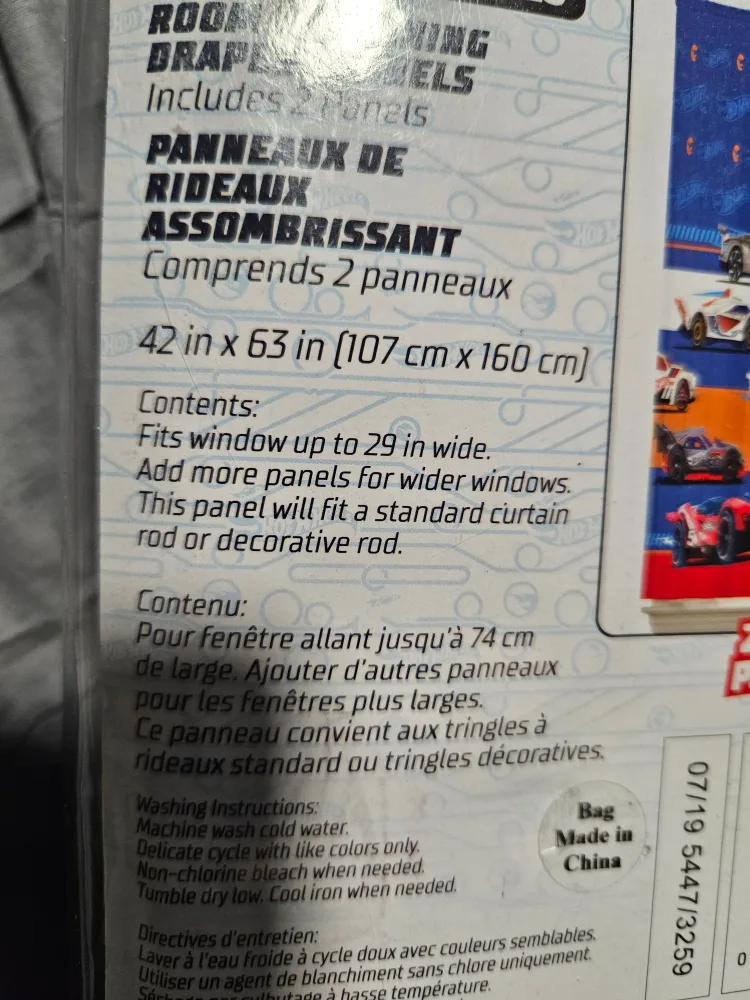 ROOM
DRAP
Includes 2 Panels
PANNEAUX DE
RIDEAUX
ASSOMBRISSANT
Comprends 2 panneaux
42 in x 63 in (107 cm x 160 cm)
Contents:
Fits window up to 29 in wide.
Add more panels for wider windows.
This panel will fit a standard curtain
rod or decorative rod.
Contenu:
Pour fenêtre allant jusqu'à 74 cm
de large. Ajouter d'autres panneaux
pour les fenêtres plus larges.
Ce panneau convient aux tringles à
rideaux standard ou tringles décoratives.
Washing Instructions:
Machine wash cold water.
Delicate cycle with like colors only.
Non-chlorine bleach when needed.
Tumble dry low. Cool iron when needed.
Directives d'entretien:
Laver à l'eau froide à cycle doux avec couleurs semblables.
Utiliser un agent de blanchiment sans chlore uniquement.
à basse température.
Bag
Made in
China
07/19 5447/3259
0